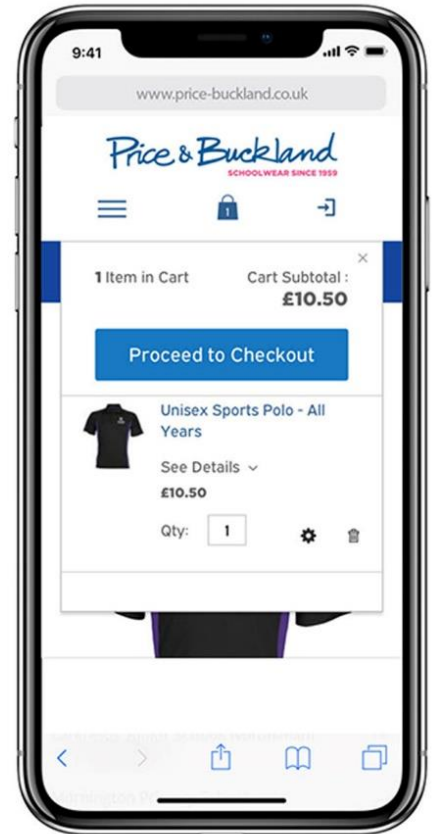 9:41
www.price-buckland.co.uk
Price & Buckland
SCHOOLWEAR SINCE 1959
1
1 Item in Cart
Cart Subtotal :
£10.50
Proceed to Checkout
Unisex Sports Polo - All
Years
See Details
£10.50
Qty: 1